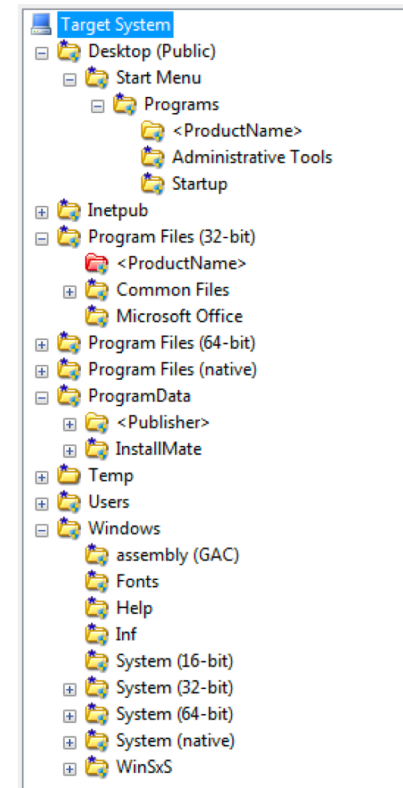 Target System
Desktop (Public)
Start Menu
Programs
<ProductName>
Administrative Tools
Startup
Inetpub
Program Files (32-bit)
<ProductName>
Common Files
Microsoft Office
Program Files (64-bit)
Program Files (native)
ProgramData
<Publisher>
InstallMate
Temp
Users
Windows
assembly (GAC)
Fonts
Help
Inf
System (16-bit)
System (32-bit)
System (64-bit)
System (native)
WinSxS